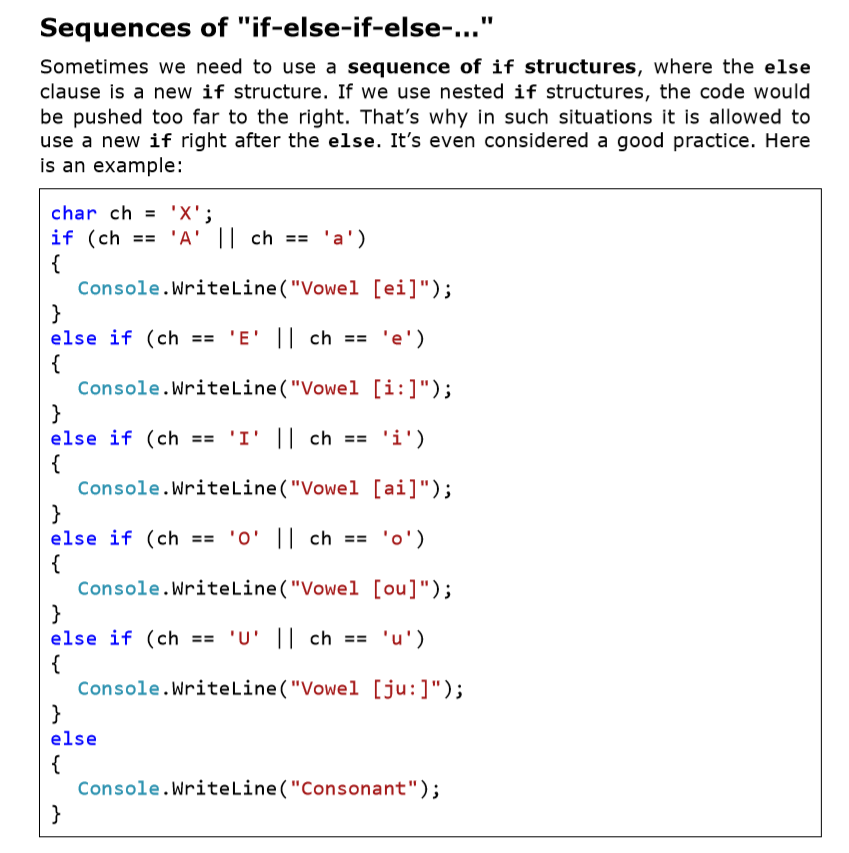 Sequences of "if-else-if-else-…"
Sometimes we need to use a sequence of if structures, where the else
clause is a new if structure. If we use nested if structures, the code would
be pushed too far to the right. That’s why in such situations it is allowed to
use a new if right after the else. It’s even considered a good practice. Here
is an example:
char ch = 'X';
if (ch == 'A' || ch == 'a')
{
  Console.WriteLine("Vowel [ei]");
}
else if (ch == 'E' || ch == 'e')
{
  Console.WriteLine("Vowel [i:]");
}
else if (ch == 'I' || ch == 'i')
{
  Console.WriteLine("Vowel [ai]");
}
else if (ch == 'O' || ch == 'o')
{
  Console.WriteLine("Vowel [ou]");
}
else if (ch == 'U' || ch == 'u')
{
  Console.WriteLine("Vowel [ju:]");
}
else
{
  Console.WriteLine("Consonant");
}